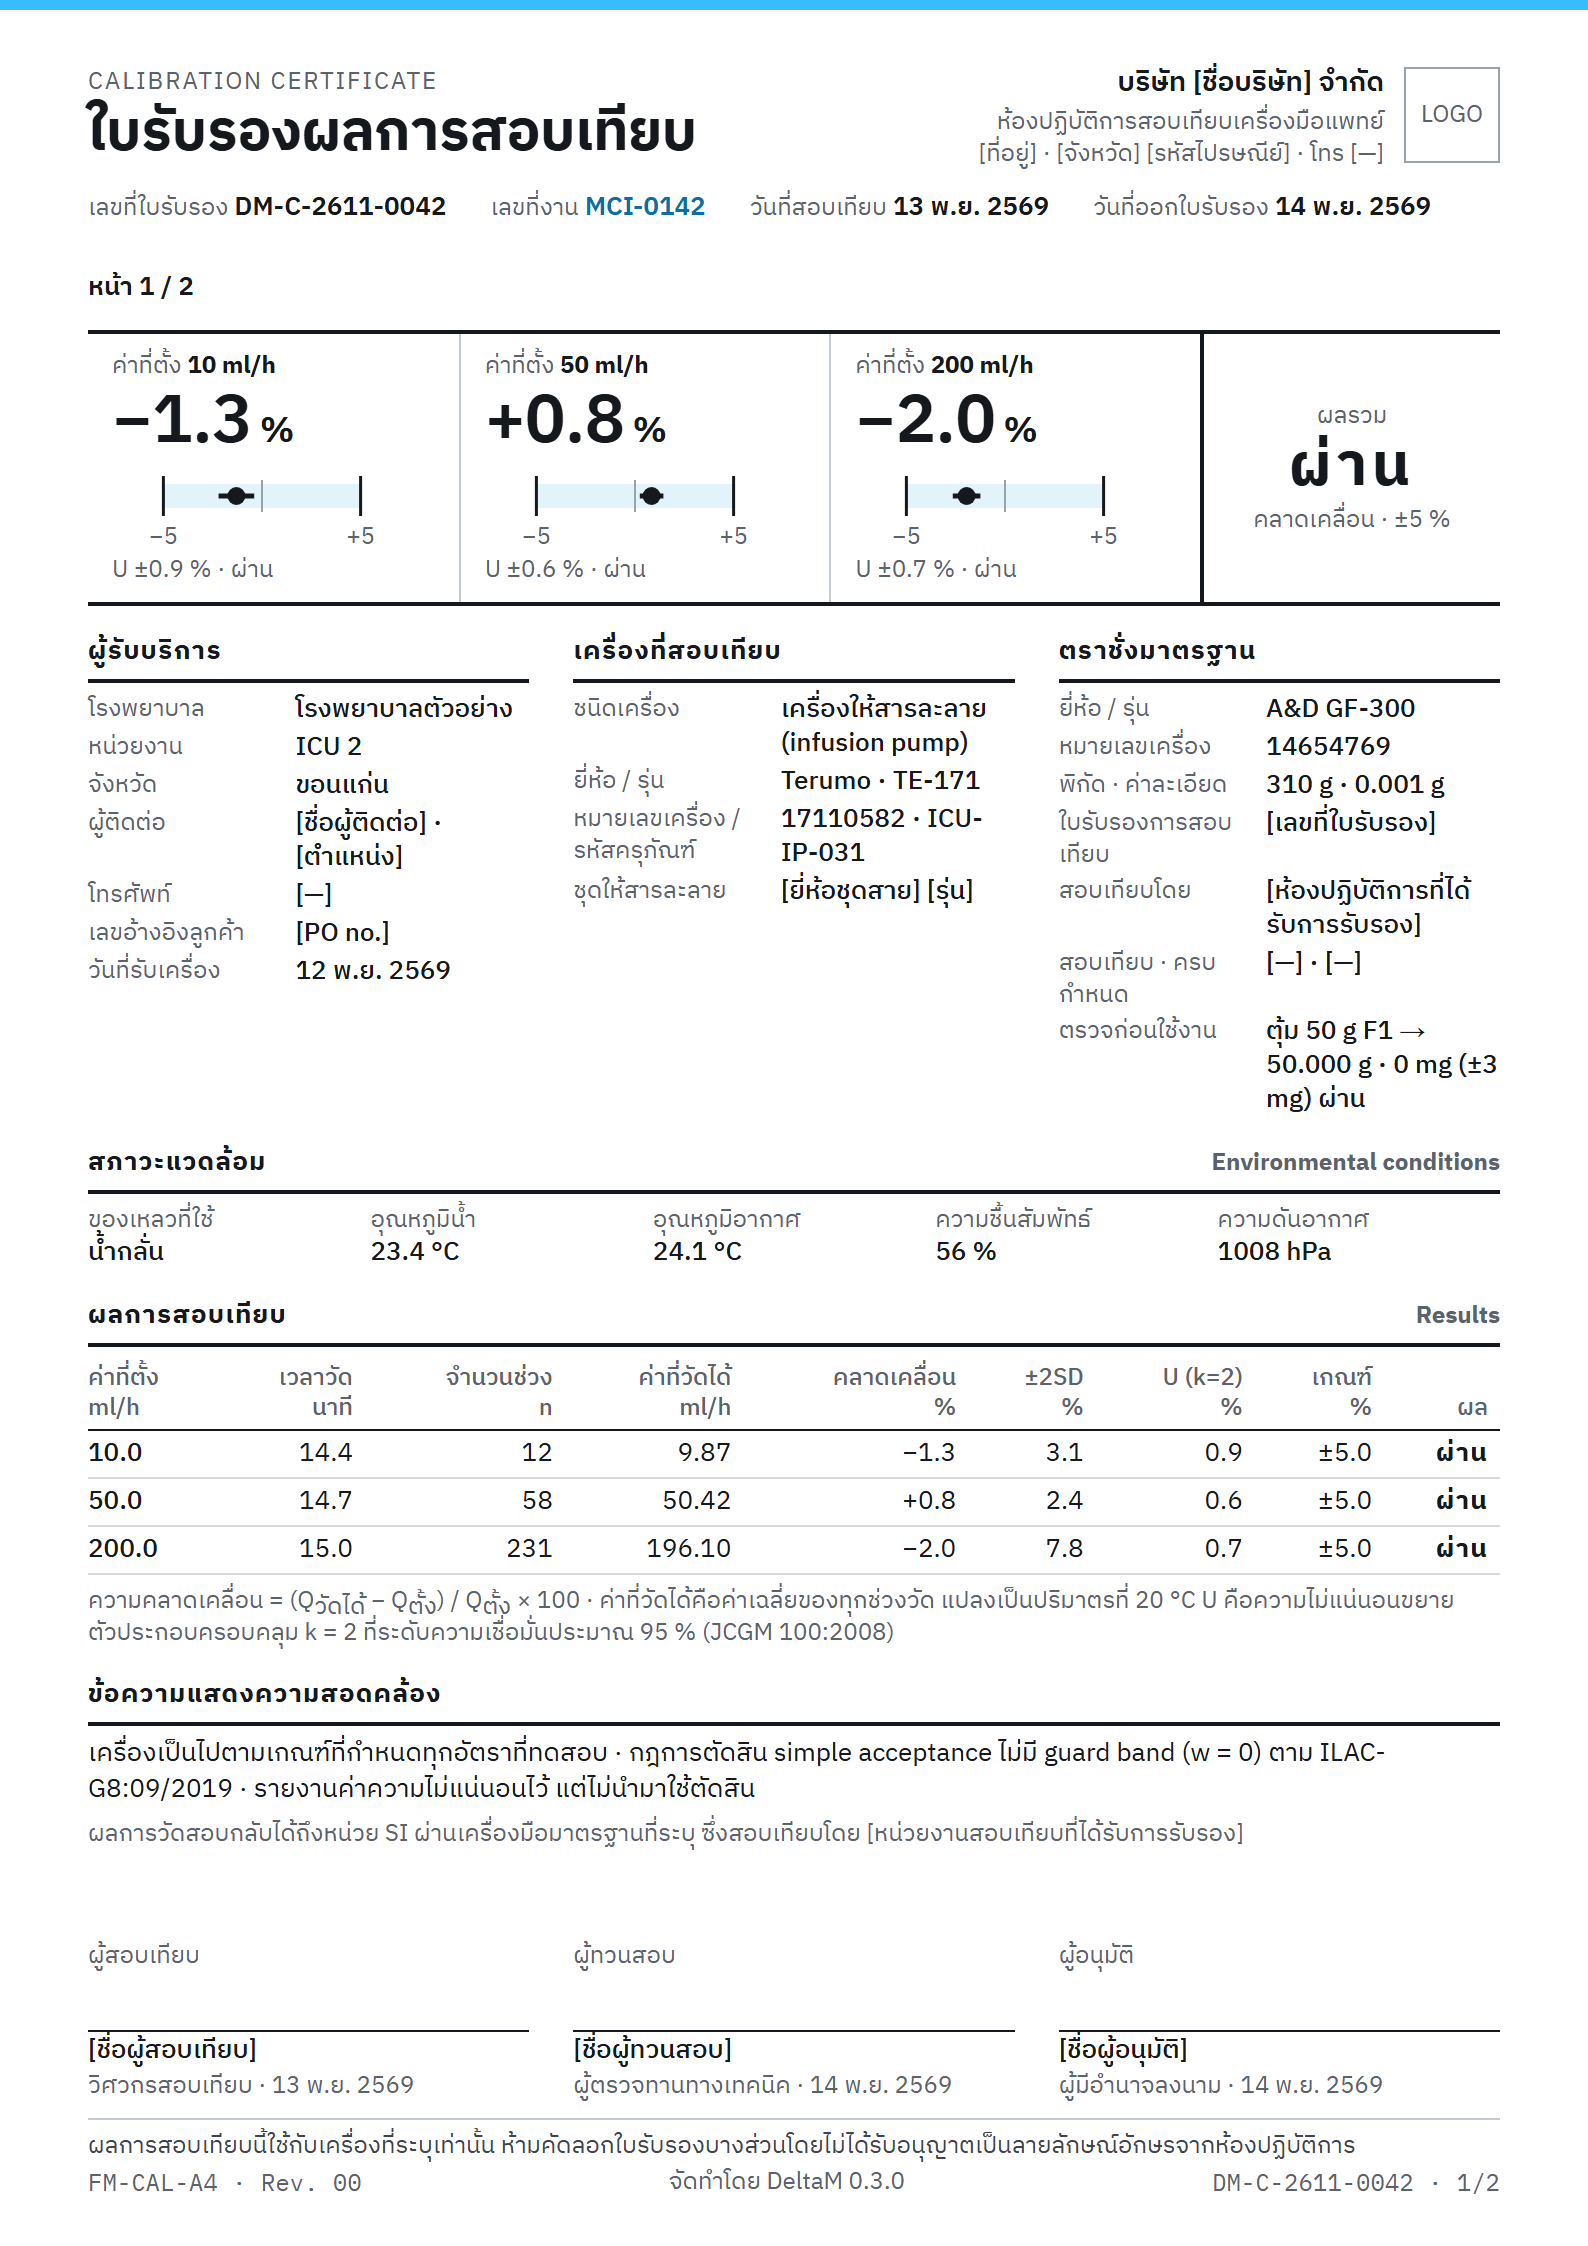 CALIBRATION CERTIFICATE
ใบรับรองผลการสอบเทียบ
บริษัท [ชื่อบริษัท] จำกัด
ห้องปฏิบัติการสอบเทียบเครื่องมือแพทย์
[ที่อยู่] · [จังหวัด] [รหัสไปรษณีย์] · โทร [—]
LOGO
เลขที่ใบรับรอง DM-C-2611-0042 เลขที่งาน MCI-0142 วันที่สอบเทียบ 13 พ.ย. 2569 วันที่ออกใบรับรอง 14 พ.ย. 2569
หน้า 1 / 2
ค่าที่ตั้ง 10 ml/h
−1.3 %
−5 +5
U ±0.9 % · ผ่าน
ค่าที่ตั้ง 50 ml/h
+0.8 %
−5 +5
U ±0.6 % · ผ่าน
ค่าที่ตั้ง 200 ml/h
−2.0 %
−5 +5
U ±0.7 % · ผ่าน
ผลรวม
ผ่าน
คลาดเคลื่อน · ±5 %
ผู้รับบริการ
โรงพยาบาล โรงพยาบาลตัวอย่าง
หน่วยงาน ICU 2
จังหวัด ขอนแก่น
ผู้ติดต่อ [ชื่อผู้ติดต่อ] ·
[ตำแหน่ง]
โทรศัพท์ [—]
เลขอ้างอิงลูกค้า [PO no.]
วันที่รับเครื่อง 12 พ.ย. 2569
เครื่องที่สอบเทียบ
ชนิดเครื่อง เครื่องให้สารละลาย
(infusion pump)
ยี่ห้อ / รุ่น Terumo · TE-171
หมายเลขเครื่อง / 17110582 · ICU-
รหัสครุภัณฑ์ IP-031
ชุดให้สารละลาย [ยี่ห้อชุดสาย] [รุ่น]
ตราชั่งมาตรฐาน
ยี่ห้อ / รุ่น A&D GF-300
หมายเลขเครื่อง 14654769
พิกัด · ค่าละเอียด 310 g · 0.001 g
ใบรับรองการสอบ [เลขที่ใบรับรอง]
เทียบ
สอบเทียบโดย [ห้องปฏิบัติการที่ได้
รับการรับรอง]
สอบเทียบ · ครบ [—] · [—]
กำหนด
ตรวจก่อนใช้งาน ตุ้ม 50 g F1 →
50.000 g · 0 mg (±3
mg) ผ่าน
สภาวะแวดล้อม Environmental conditions
ของเหลวที่ใช้ อุณหภูมิน้ำ อุณหภูมิอากาศ ความชื้นสัมพัทธ์ ความดันอากาศ
น้ำกลั่น 23.4 °C 24.1 °C 56 % 1008 hPa
ผลการสอบเทียบ Results
ค่าที่ตั้ง เวลาวัด จำนวนช่วง ค่าที่วัดได้ คลาดเคลื่อน ±2SD U (k=2) เกณฑ์
ml/h นาที n ml/h % % % % ผล
10.0 14.4 12 9.87 −1.3 3.1 0.9 ±5.0 ผ่าน
50.0 14.7 58 50.42 +0.8 2.4 0.6 ±5.0 ผ่าน
200.0 15.0 231 196.10 −2.0 7.8 0.7 ±5.0 ผ่าน
ความคลาดเคลื่อน = (Qวัดได้ − Qตั้ง) / Qตั้ง × 100 · ค่าที่วัดได้คือค่าเฉลี่ยของทุกช่วงวัด แปลงเป็นปริมาตรที่ 20 °C U คือความไม่แน่นอนขยาย
ตัวประกอบครอบคลุม k = 2 ที่ระดับความเชื่อมั่นประมาณ 95 % (JCGM 100:2008)
ข้อความแสดงความสอดคล้อง
เครื่องเป็นไปตามเกณฑ์ที่กำหนดทุกอัตราที่ทดสอบ · กฎการตัดสิน simple acceptance ไม่มี guard band (w = 0) ตาม ILAC-
G8:09/2019 · รายงานค่าความไม่แน่นอนไว้ แต่ไม่นำมาใช้ตัดสิน
ผลการวัดสอบกลับได้ถึงหน่วย SI ผ่านเครื่องมือมาตรฐานที่ระบุ ซึ่งสอบเทียบโดย [หน่วยงานสอบเทียบที่ได้รับการรับรอง]
ผู้สอบเทียบ ผู้ทวนสอบ ผู้อนุมัติ
[ชื่อผู้สอบเทียบ] [ชื่อผู้ทวนสอบ] [ชื่อผู้อนุมัติ]
วิศวกรสอบเทียบ · 13 พ.ย. 2569 ผู้ตรวจทานทางเทคนิค · 14 พ.ย. 2569 ผู้มีอำนาจลงนาม · 14 พ.ย. 2569
ผลการสอบเทียบนี้ใช้กับเครื่องที่ระบุเท่านั้น ห้ามคัดลอกใบรับรองบางส่วนโดยไม่ได้รับอนุญาตเป็นลายลักษณ์อักษรจากห้องปฏิบัติการ
FM-CAL-A4 · Rev. 00 จัดทำโดย DeltaM 0.3.0 DM-C-2611-0042 · 1/2